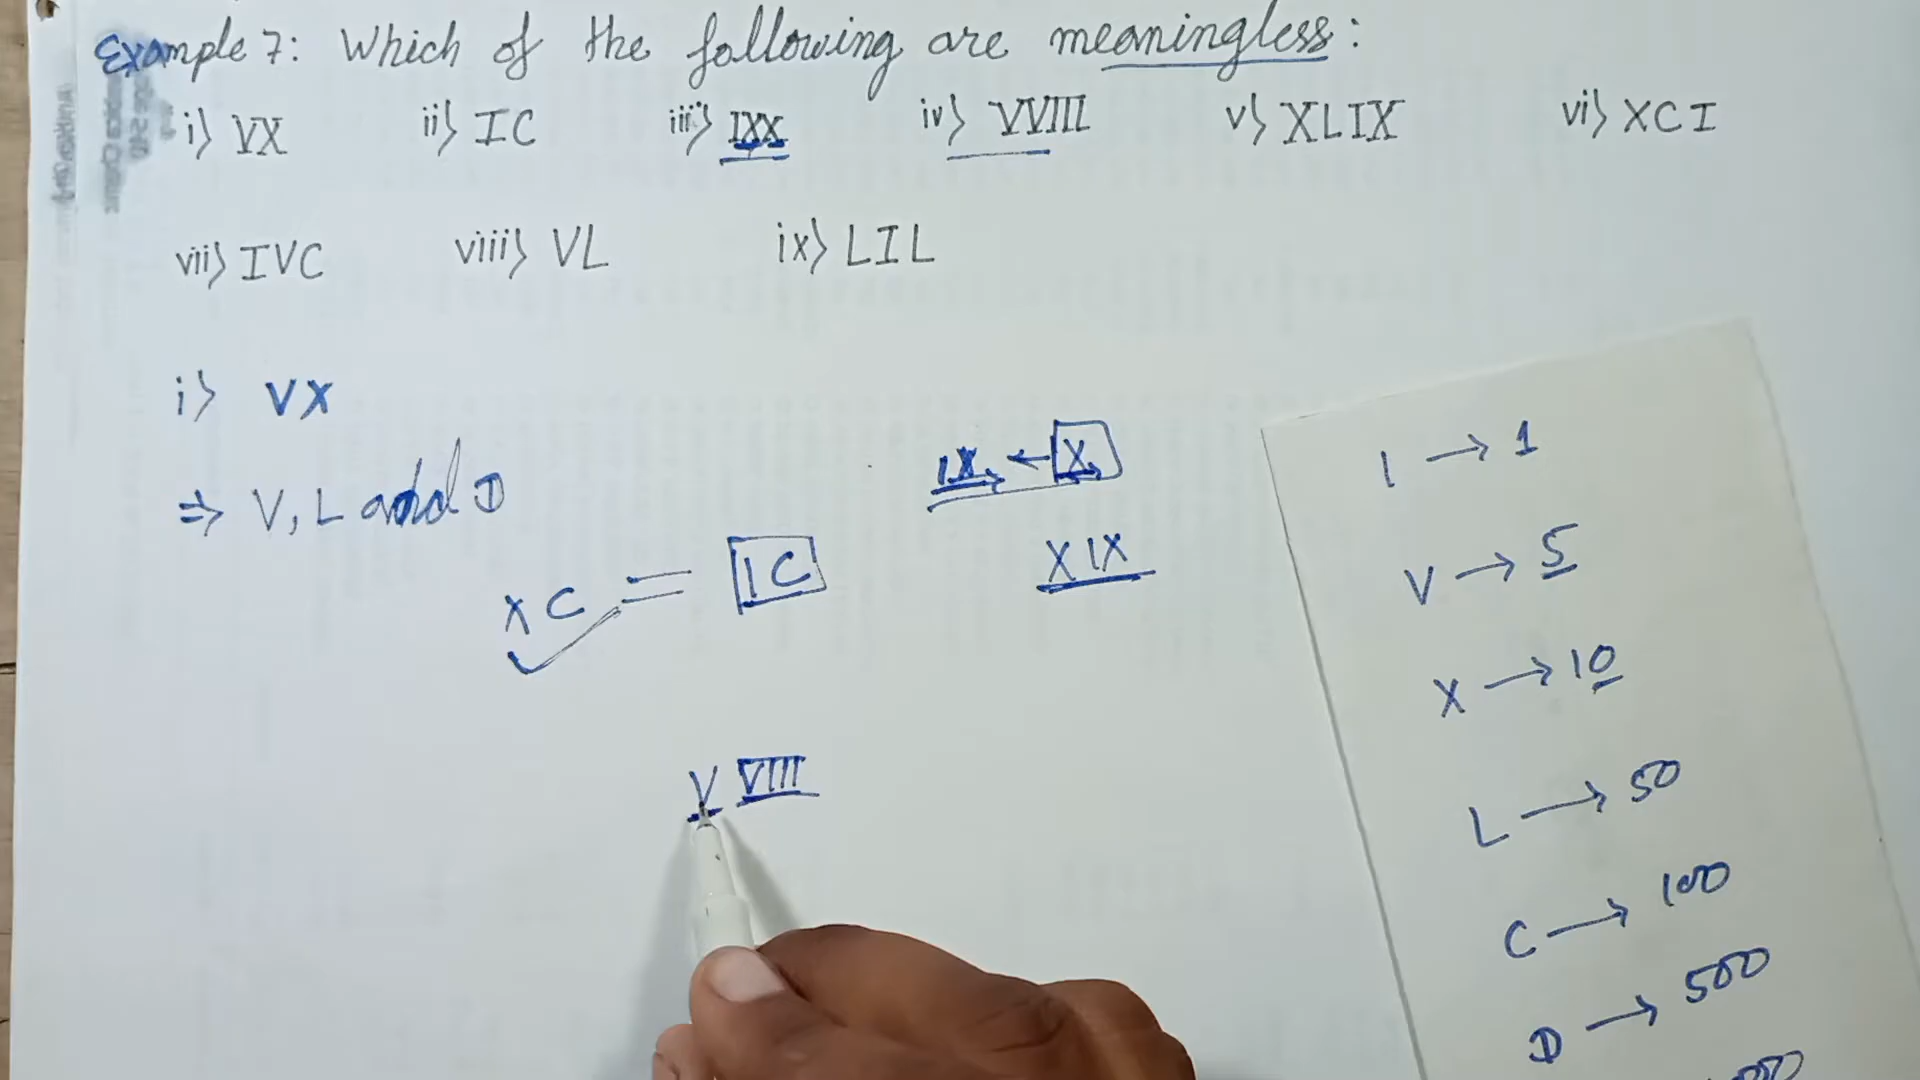 Example 7: Which of the following are meaningless:
i) VX ii) IC iii) IXX iv) VVIII v) XLIX vi) XCI
vii) IVC viii) VL ix) LIL
i) VX
⇒ V, L and D
IX ← X
XC = IC
XIX
V VIII
I → 1
V → 5
X → 10
L → 50
C → 100
D → 500